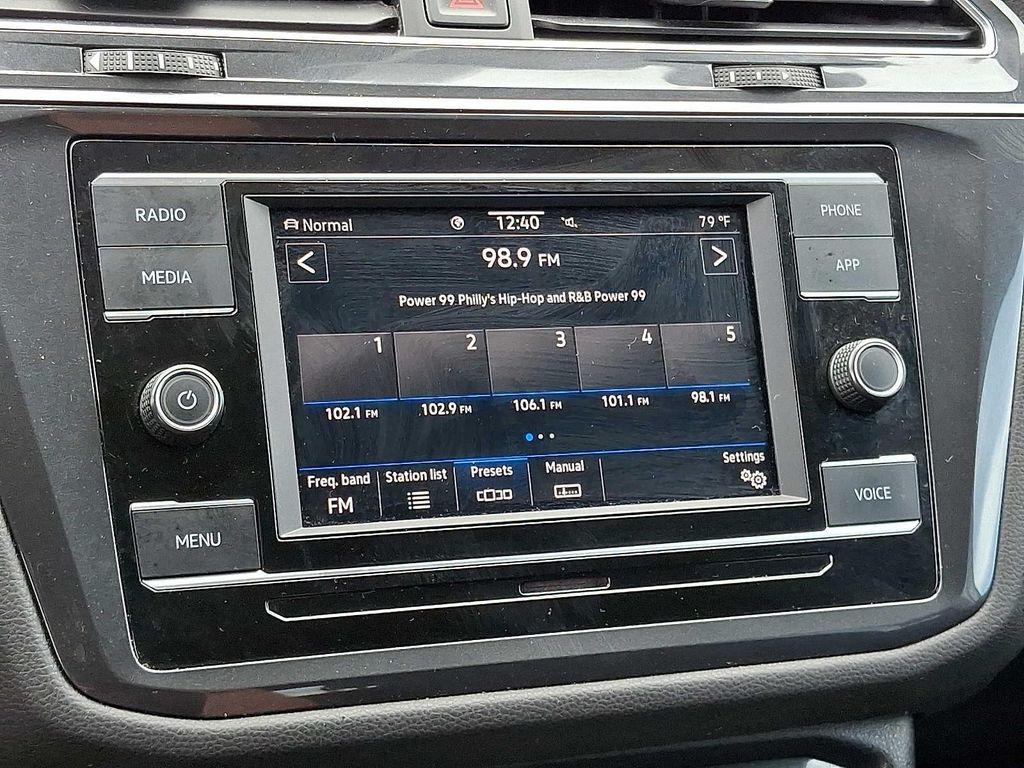 RADIO
MEDIA
MENU
Normal
12:40
79 °F
<
98.9 FM
>
Power 99 Philly's Hip-Hop and R&B Power 99
1
2
3
4
5
102.1 FM
102.9 FM
106.1 FM
101.1 FM
98.1 FM
Freq. band
FM
Station list
Presets
Manual
Settings
PHONE
APP
VOICE